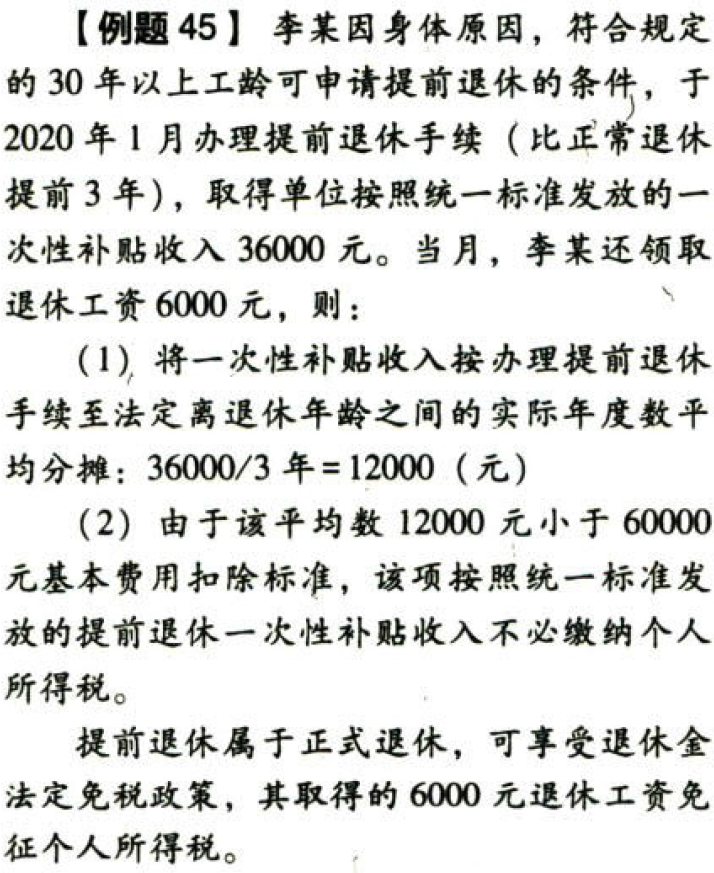 【例题 45】 李某因身体原因，符合规定
的 30 年以上工龄可申请提前退休的条件，于
2020 年 1 月办理提前退休手续（比正常退休
提前 3 年），取得单位按照统一标准发放的一
次性补贴收入 36000 元。当月，李某还领取
退休工资 6000 元，则：
（1）将一次性补贴收入按办理提前退休
手续至法定离退休年龄之间的实际年度数平
均分摊：36000/3 年 = 12000（元）
（2）由于该平均数 12000 元小于 60000
元基本费用扣除标准，该项按照统一标准发
放的提前退休一次性补贴收入不必缴纳个人
所得税。
提前退休属于正式退休，可享受退休金
法定免税政策，其取得的 6000 元退休工资免
征个人所得税。